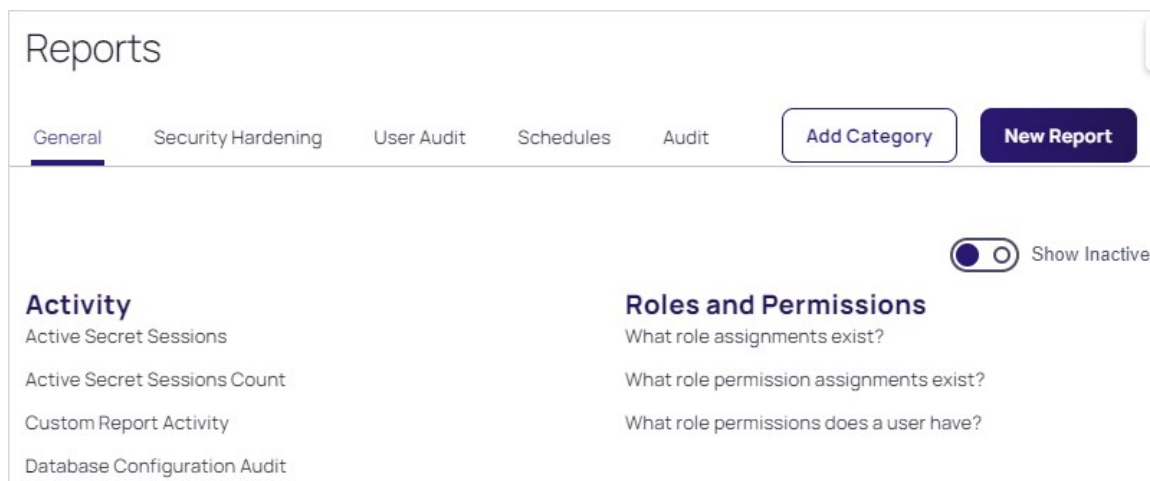 Reports
General Security Hardening User Audit Schedules Audit Add Category New Report
Show Inactive
Activity
Active Secret Sessions
Active Secret Sessions Count
Custom Report Activity
Database Configuration Audit
Roles and Permissions
What role assignments exist?
What role permission assignments exist?
What role permissions does a user have?